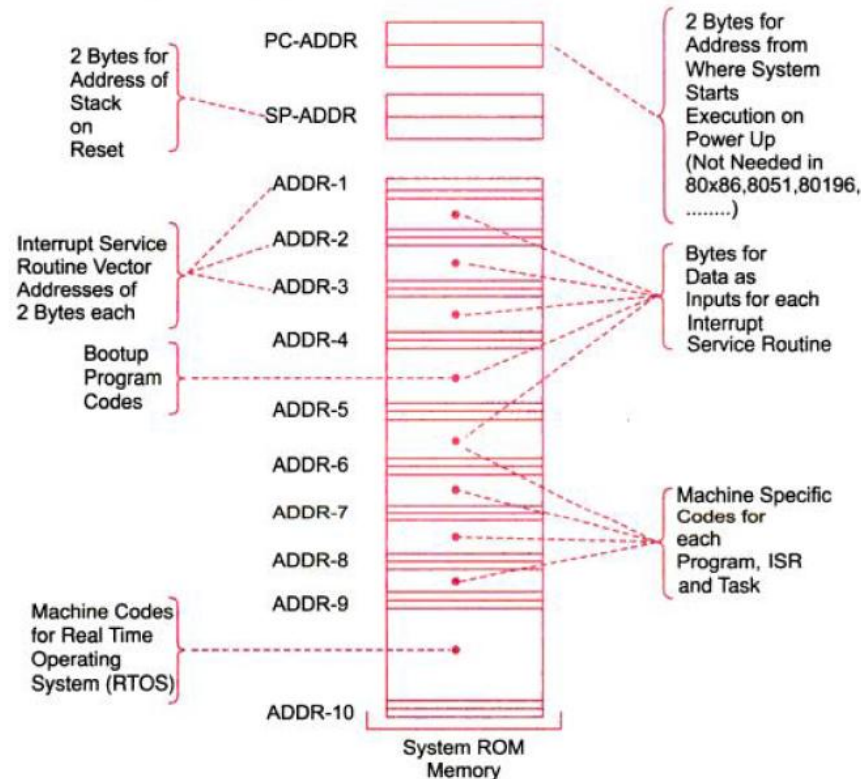 PC-ADDR
2 Bytes for
Address of
Stack
on
Reset
SP-ADDR
2 Bytes for
Address from
Where System
Starts
Execution on
Power Up
(Not Needed in
80x86,8051,80196,
........)
ADDR-1
Interrupt Service
Routine Vector
Addresses of
2 Bytes each
ADDR-2
ADDR-3
Bytes for
Data as
Inputs for each
Interrupt
Service Routine
ADDR-4
Bootup
Program
Codes
ADDR-5
ADDR-6
ADDR-7
ADDR-8
ADDR-9
Machine Specific
Codes for
each
Program, ISR
and Task
Machine Codes
for Real Time
Operating
System (RTOS)
ADDR-10
System ROM
Memory